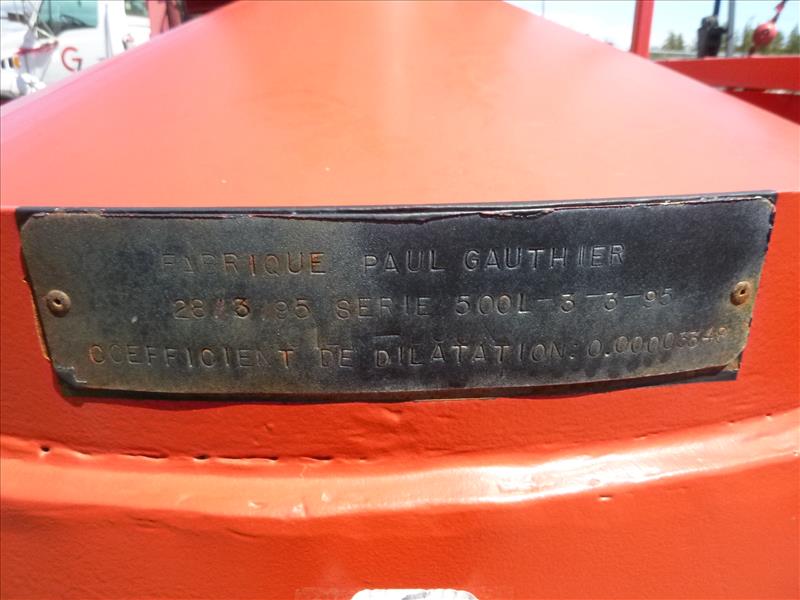 G
FABRIQUE PAUL GAUTHIER
28/3/95 SERIE 500L-3-3-95
COEFFICIENT DE DILATATION: 0.00003348